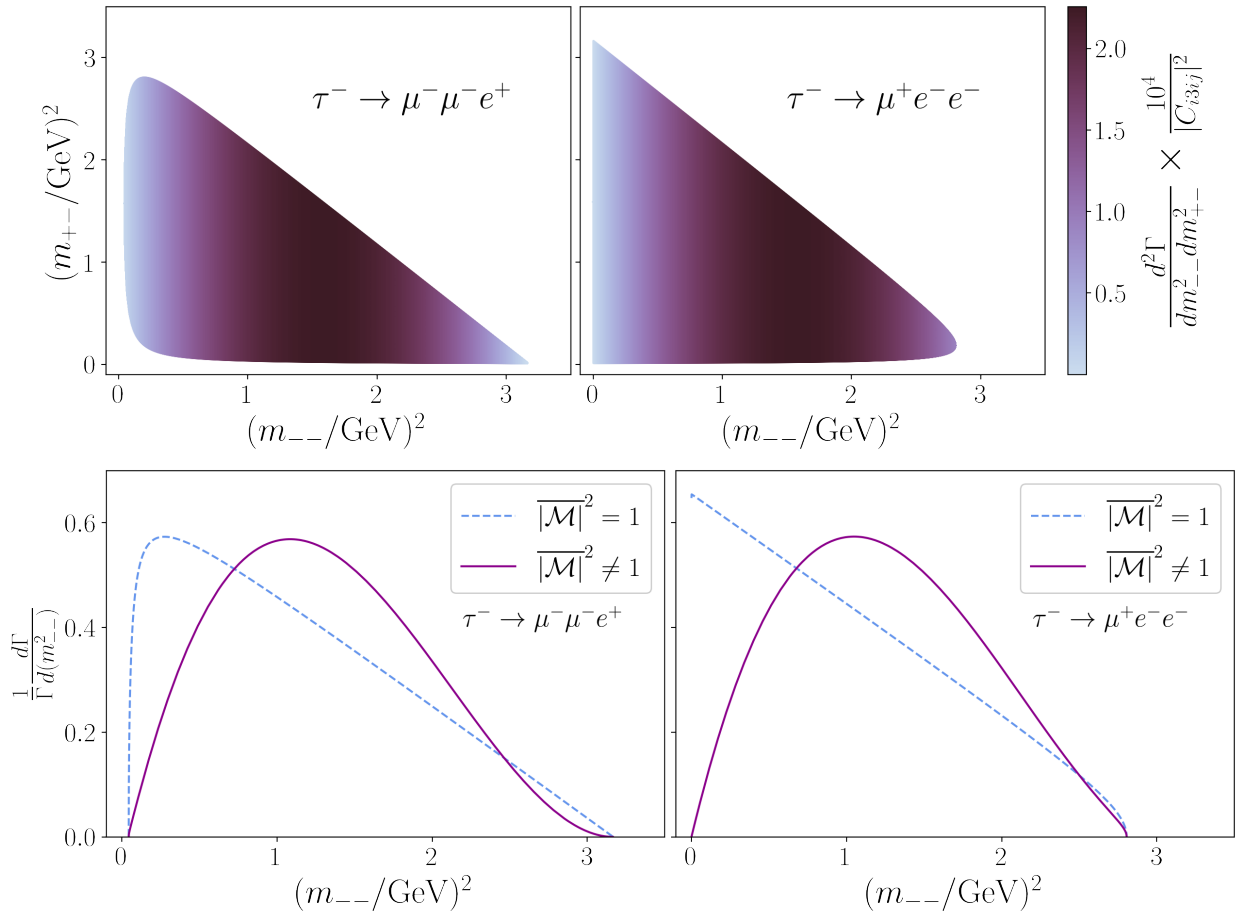 (m₊₋/GeV)²
3
2
1
0
τ⁻ → μ⁻μ⁻e⁺
0 1 2 3
(m₋₋/GeV)²
τ⁻ → μ⁺e⁻e⁻
0 1 2 3
(m₋₋/GeV)²
2.0
1.5
1.0
0.5
d²Γ / dm²₋₋dm²₊₋ × 10⁴ / |C_{i3ij}|²
1/Γ dΓ/d(m²₋₋)
0.6
0.4
0.2
0.0
|M|² = 1
|M|² ≠ 1
τ⁻ → μ⁻μ⁻e⁺
0 1 2 3
(m₋₋/GeV)²
|M|² = 1
|M|² ≠ 1
τ⁻ → μ⁺e⁻e⁻
0 1 2 3
(m₋₋/GeV)²